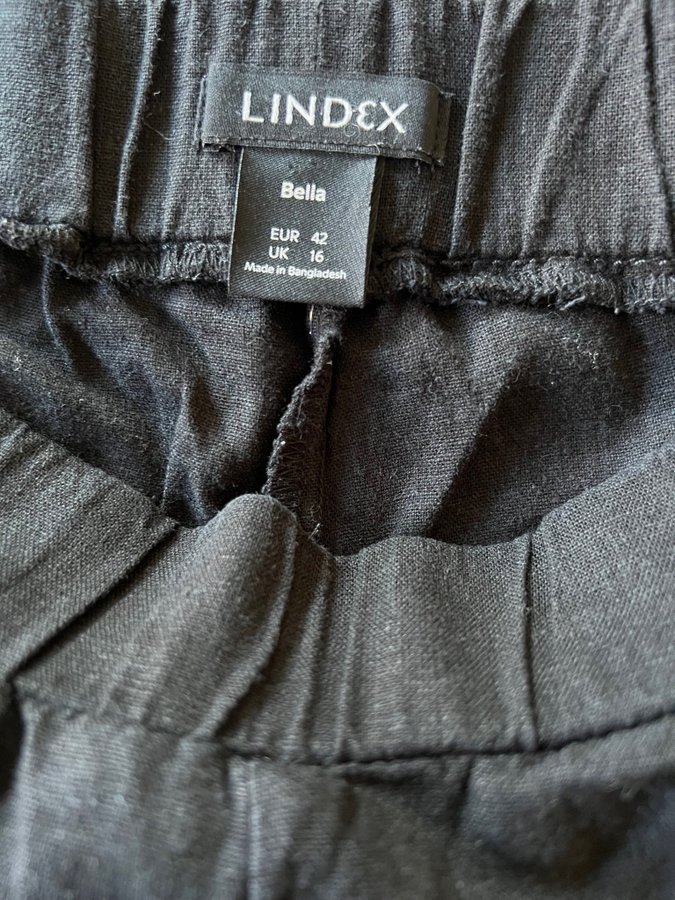 LINDEX
Bella
EUR 42
UK 16
Made in Bangladesh